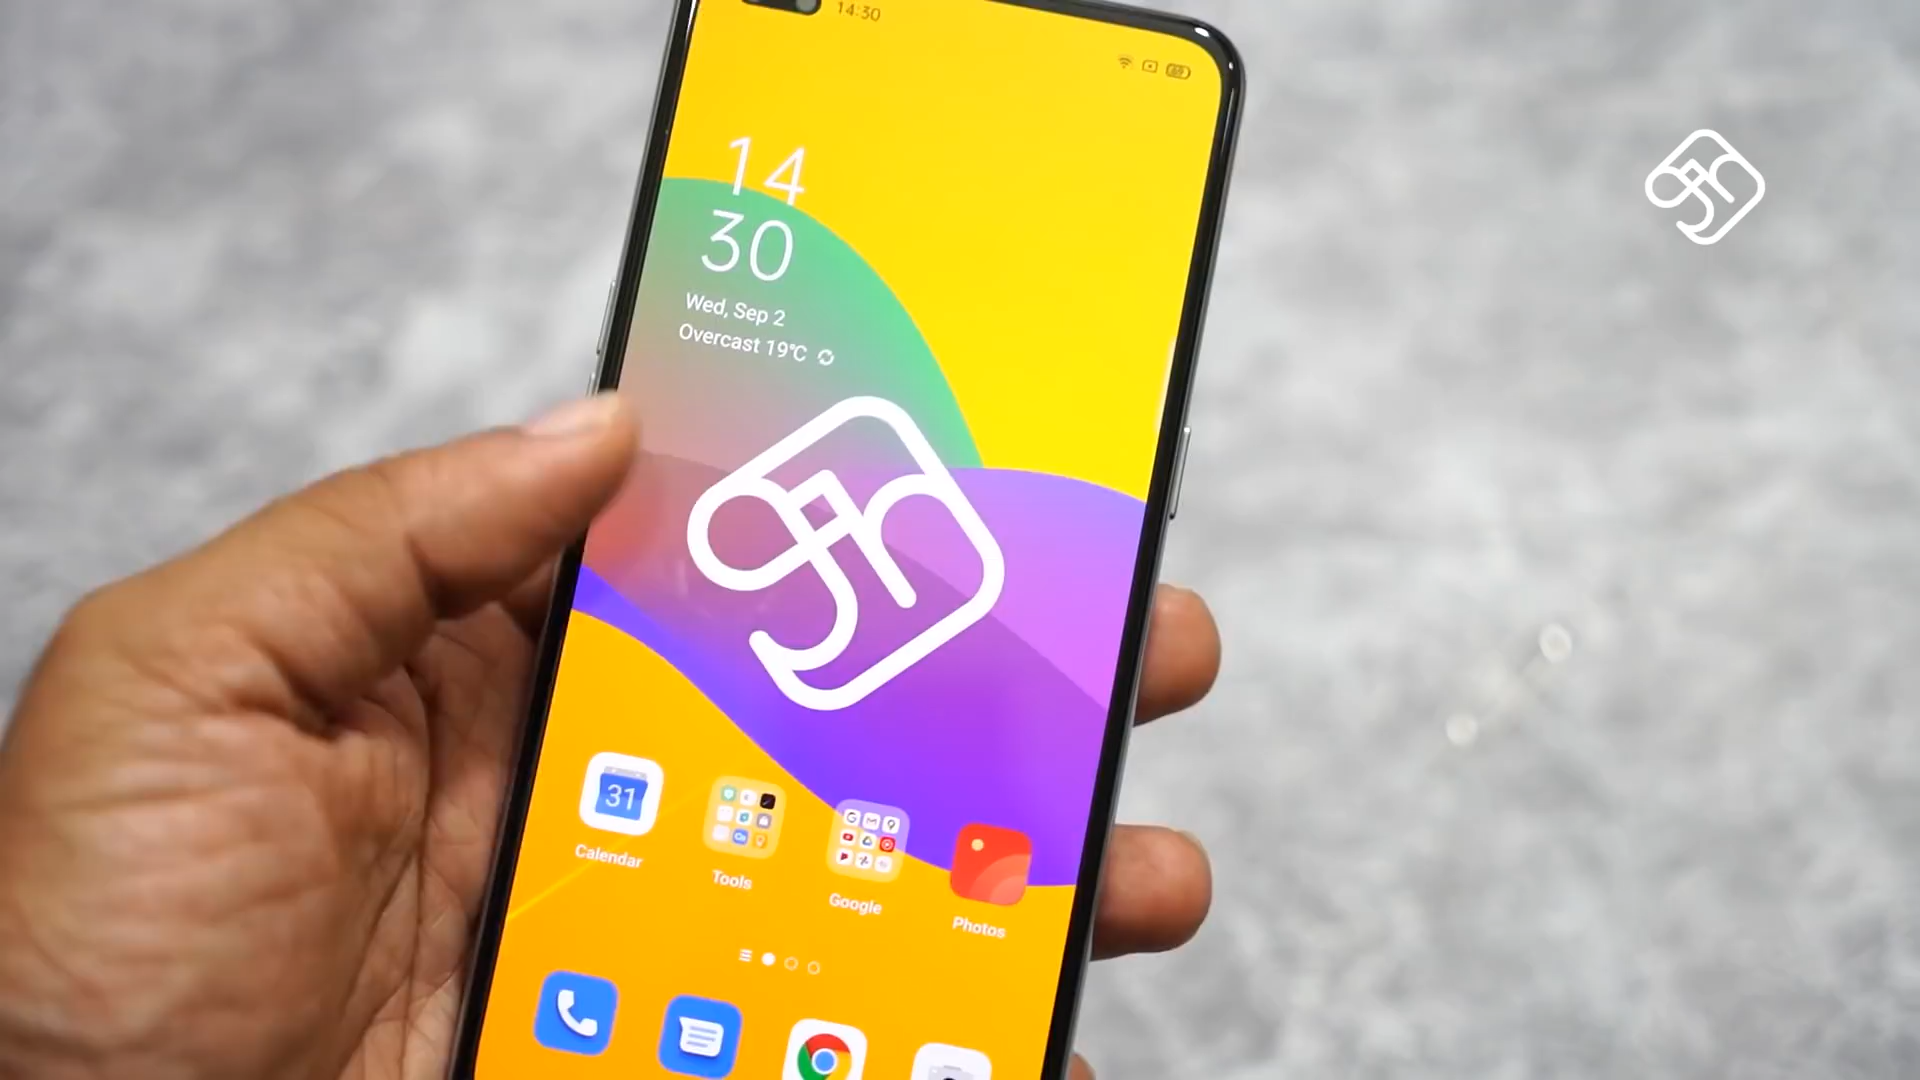 14:30
14
30
Wed, Sep 2
Overcast 19°C
31
Calendar
Tools
Google
Photos